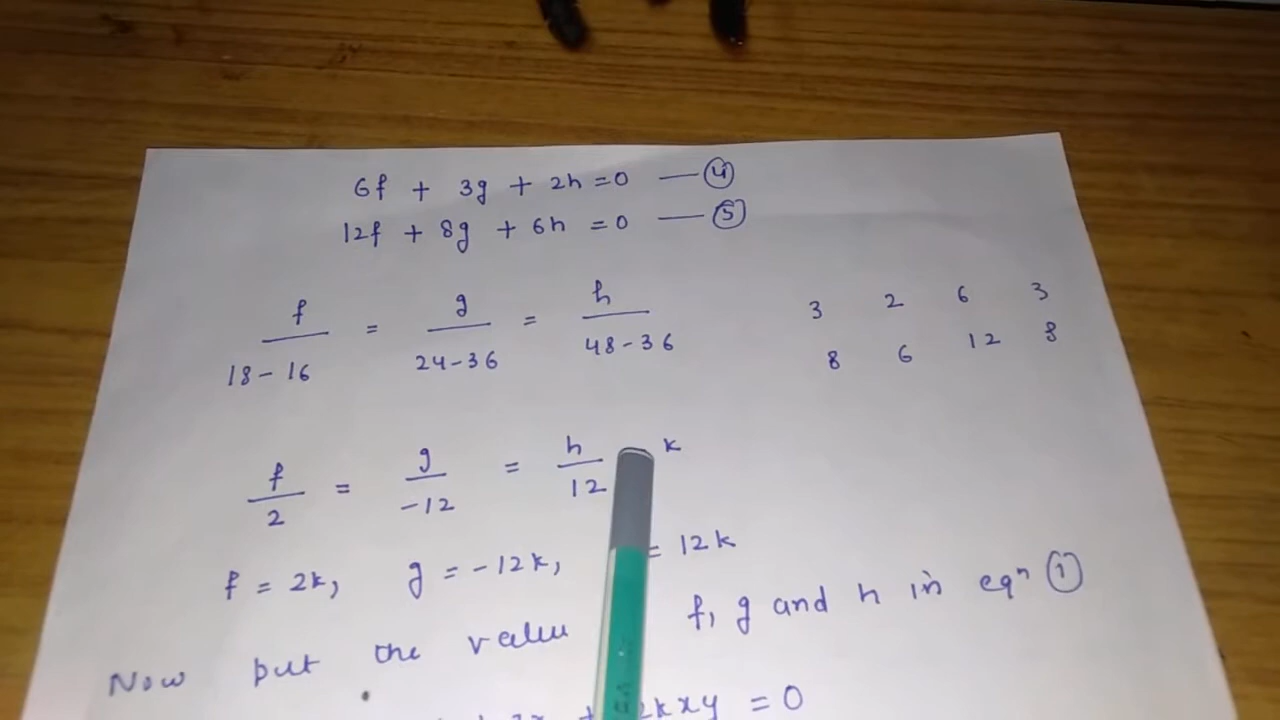 6f + 3g + 2h = 0 — ④
12f + 8g + 6h = 0 — ⑤
f/18-16 = g/24-36 = h/48-36
3 2 6 3
8 6 12 8
f/2 = g/-12 = h/12 k
f = 2k, g = -12k, = 12k
Now put the value f, g and h in eqⁿ ①
2kxy = 0